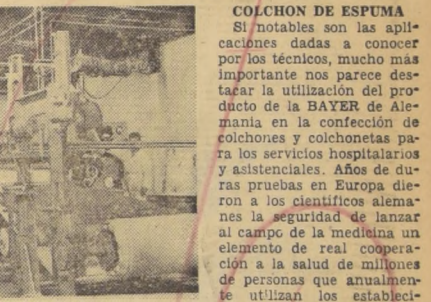 COLCHON DE ESPUMA
Si notables son las apli-
caciones dadas a conocer
por los técnicos, mucho más
importante nos parece des-
tacar la utilización del pro-
ducto de la BAYER de Ale-
mania en la confección de
colchones y colchonetas pa-
ra los servicios hospitalarios
y asistenciales. Años de du-
ras pruebas en Europa die-
ron a los científicos alema-
nes la seguridad de lanzar
al campo de la medicina un
elemento de real coopera-
ción a la salud de millones
de personas que anualmen-
te utilizan los estableci-